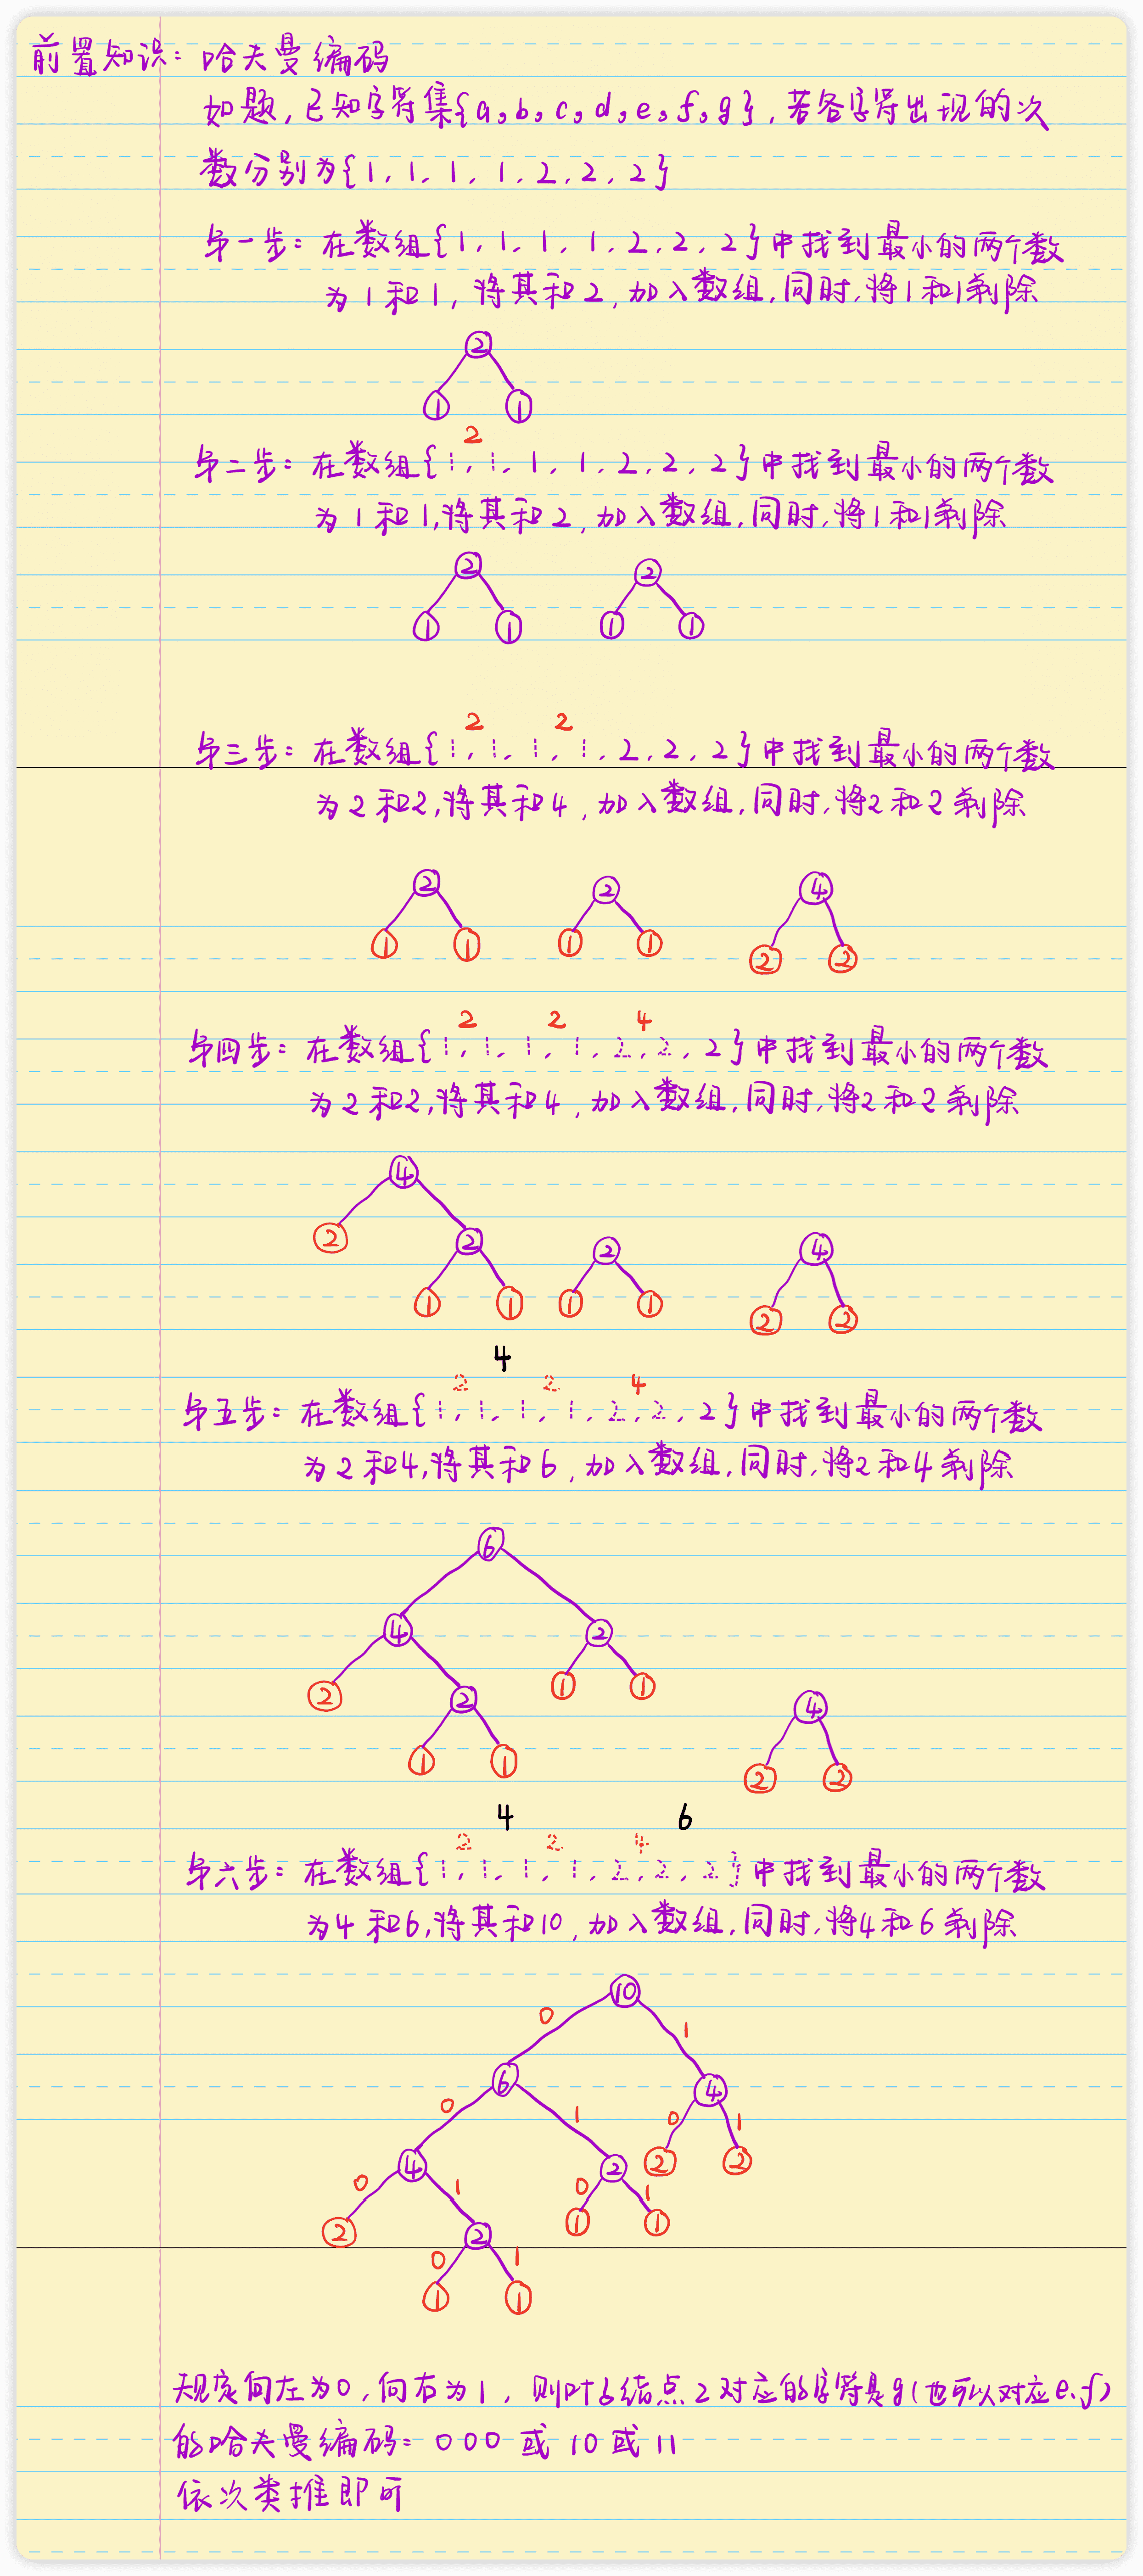 前置知识：哈夫曼编码
如题，已知字符集{a,b,c,d,e,f,g}，若各字符出现的次
数分别为{1,1,1,1,2,2,2}
第一步：在数组{1,1,1,1,2,2,2}中找到最小的两个数
为1和1，将其和2，加入数组，同时，将1和1剔除
2
1 1
2
第二步：在数组{1,1,1,1,2,2,2}中找到最小的两个数
为1和1，将其和2，加入数组，同时，将1和1剔除
2 2
1 1 1 1
2 2
第三步：在数组{1,1,1,1,2,2,2}中找到最小的两个数
为2和2，将其和4，加入数组，同时，将2和2剔除
2 2 4
1 1 1 1 2 2
2 2 4
第四步：在数组{1,1,1,1,2,2,2}中找到最小的两个数
为2和2，将其和4，加入数组，同时，将2和2剔除
4
2 2 2 4
1 1 1 1 2 2
4
2 2 4
第五步：在数组{1,1,1,1,2,2,2}中找到最小的两个数
为2和4，将其和6，加入数组，同时，将2和4剔除
6
4 2
2 2 1 1 4
1 1 2 2
4 6
2 2 4
第六步：在数组{1,1,1,1,2,2,2}中找到最小的两个数
为4和6，将其和10，加入数组，同时，将4和6剔除
10
0 1
6 4
0 1 0 1
4 2 2 2
0 1 0 1
2 2 1 1
0 1
1 1
规定向左为0，向右为1，则叶子结点2对应的字符是g(也可以对应e,f)
的哈夫曼编码：000或10或11
依次类推即可